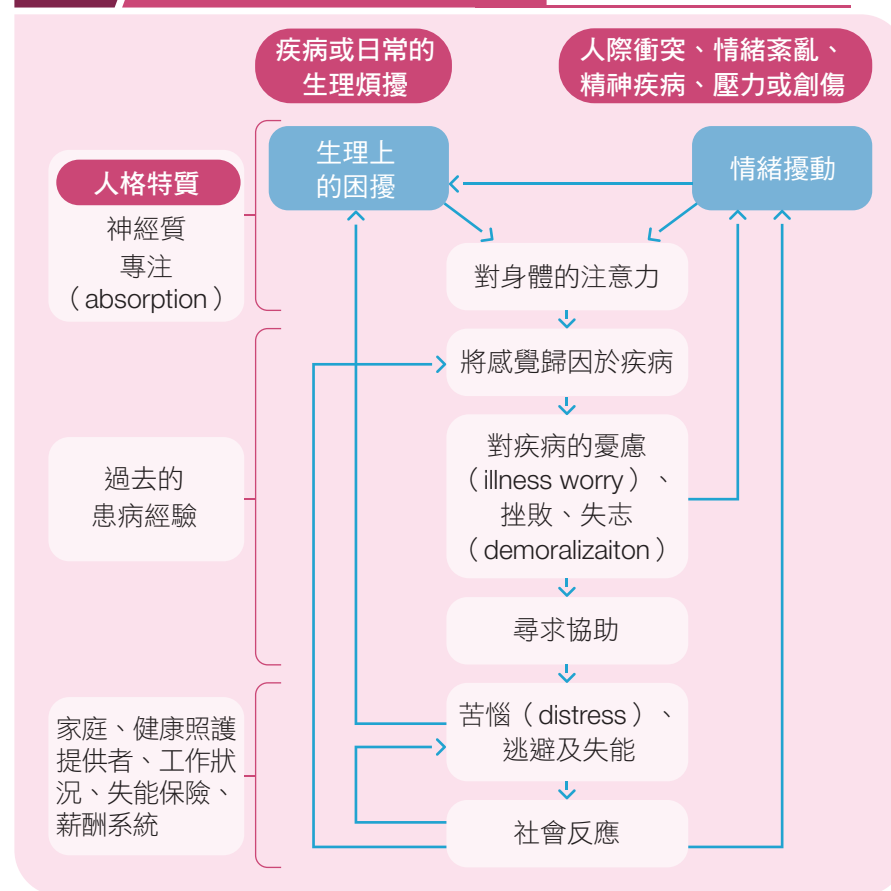 疾病或日常的
生理煩擾
人際衝突、情緒紊亂、
精神疾病、壓力或創傷
人格特質
神經質
專注
（absorption）
生理上
的困擾
情緒擾動
對身體的注意力
將感覺歸因於疾病
過去的
患病經驗
對疾病的憂慮
（illness worry）、
挫敗、失志
（demoralizaiton）
尋求協助
家庭、健康照護
提供者、工作狀
況、失能保險、
薪酬系統
苦惱（distress）、
逃避及失能
社會反應